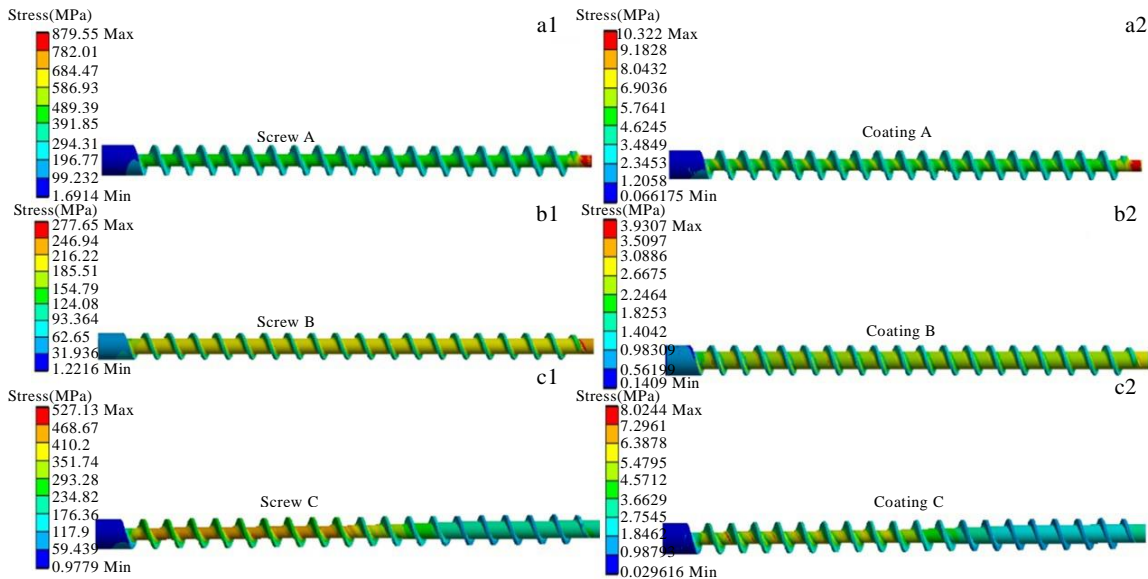 Stress(MPa)
879.55 Max
782.01
684.47
586.93
489.39
391.85
294.31
196.77
99.232
1.6914 Min
a1
Screw A
Stress(MPa)
10.322 Max
9.1828
8.0432
6.9036
5.7641
4.6245
3.4849
2.3453
1.2058
0.066175 Min
a2
Coating A
Stress(MPa)
277.65 Max
246.94
216.22
185.51
154.79
124.08
93.364
62.65
31.936
1.2216 Min
b1
Screw B
Stress(MPa)
3.9307 Max
3.5097
3.0886
2.6675
2.2464
1.8253
1.4042
0.98309
0.56199
0.1409 Min
b2
Coating B
Stress(MPa)
527.13 Max
468.67
410.2
351.74
293.28
234.82
176.36
117.9
59.439
0.9779 Min
c1
Screw C
Stress(MPa)
8.0244 Max
7.2961
6.3878
5.4795
4.5712
3.6629
2.7545
1.8462
0.029616 Min
c2
Coating C